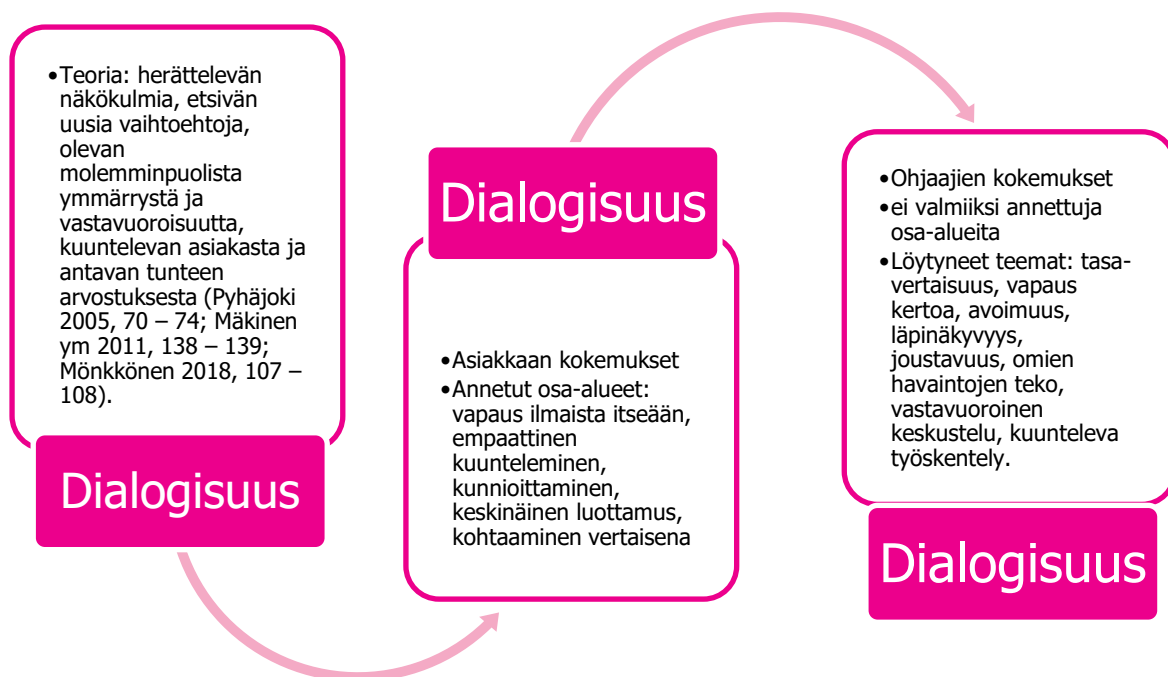 •Teoria: herättelevän
näkökulmia, etsivän
uusia vaihtoehtoja,
olevan
molemminpuolista
ymmärrystä ja
vastavuoroisuutta,
kuuntelevan asiakasta ja
antavan tunteen
arvostuksesta (Pyhäjoki
2005, 70 – 74; Mäkinen
ym 2011, 138 – 139;
Mönkkönen 2018, 107 –
108).
Dialogisuus
Dialogisuus
•Asiakkaan kokemukset
•Annetut osa-alueet:
vapaus ilmaista itseään,
empaattinen
kuunteleminen,
kunnioittaminen,
keskinäinen luottamus,
kohtaaminen vertaisena
•Ohjaajien kokemukset
•ei valmiiksi annettuja
osa-alueita
•Löytyneet teemat: tasa-
vertaisuus, vapaus
kertoa, avoimuus,
läpinäkyvyys,
joustavuus, omien
havaintojen teko,
vastavuoroinen
keskustelu, kuunteleva
työskentely.
Dialogisuus